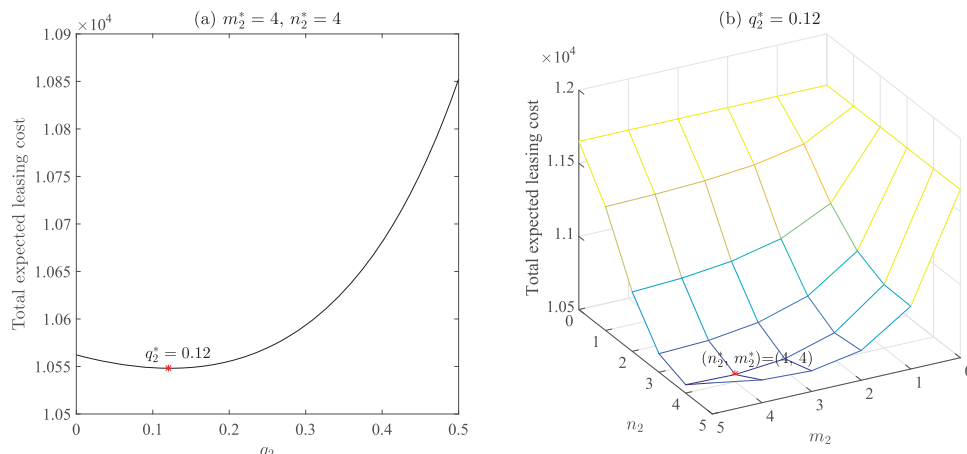 (a) m₂* = 4, n₂* = 4
×10⁴
1.09
1.085
1.08
1.075
1.07
1.065
1.06
1.055
1.05
Total expected leasing cost
q₂* = 0.12
0 0.1 0.2 0.3 0.4 0.5
q₂
(b) q₂* = 0.12
×10⁴
1.2
1.15
1.1
1.05
Total expected leasing cost
(n₂*, m₂*)=(4, 4)
0 1 2 3 4 5
n₂
5 4 3 2 1 0
m₂